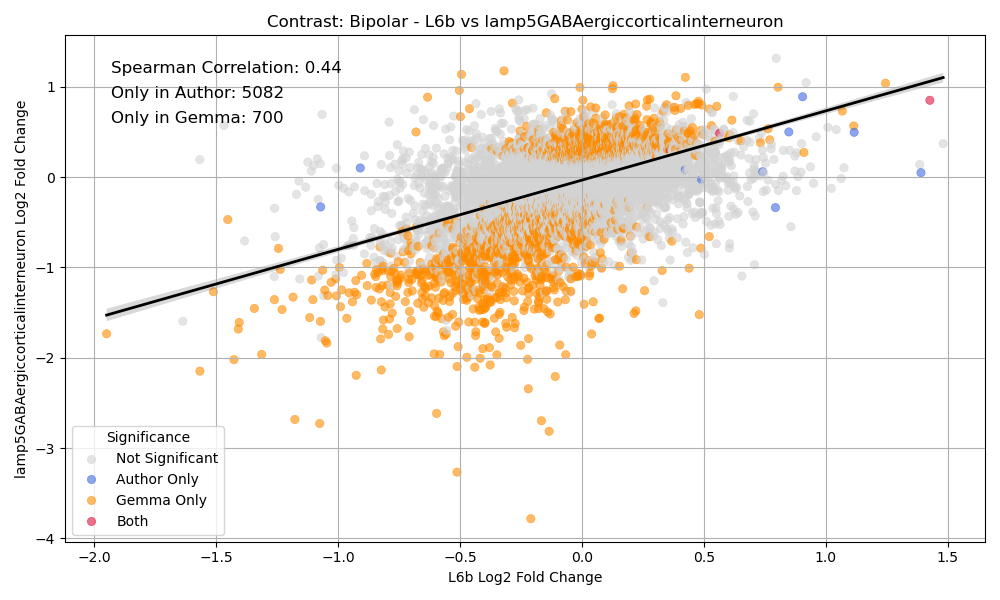 Contrast: Bipolar - L6b vs lamp5GABAergiccorticalinterneuron
Spearman Correlation: 0.44
Only in Author: 5082
Only in Gemma: 700
lamp5GABAergiccorticalinterneuron Log2 Fold Change
1
0
−1
−2
−3
−4
Significance
Not Significant
Author Only
Gemma Only
Both
−2.0 −1.5 −1.0 −0.5 0.0 0.5 1.0 1.5
L6b Log2 Fold Change